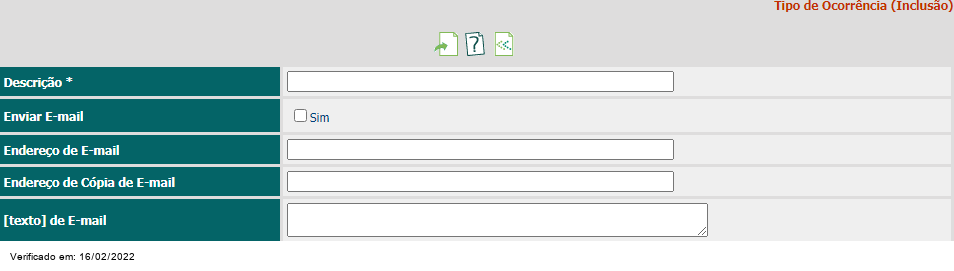 Tipo de Ocorrência (Inclusão)
?
Descrição *
Enviar E-mail
Sim
Endereço de E-mail
Endereço de Cópia de E-mail
[texto] de E-mail
Verificado em: 16/02/2022